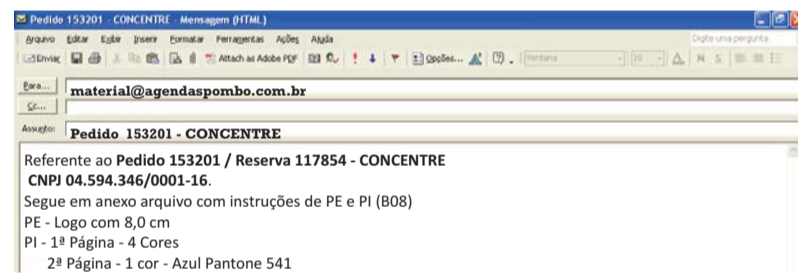 Pedido 153201 - CONCENTRE - Mensagem (HTML)
Arquivo Editar Exibir Inserir Formatar Ferramentas Ações Ajuda Digite uma pergunta
Enviar Attach as Adobe PDF Opções... Verdana 10 A N S
Para... material@agendaspombo.com.br
Cc...
Assunto: Pedido 153201 - CONCENTRE
Referente ao Pedido 153201 / Reserva 117854 - CONCENTRE
CNPJ 04.594.346/0001-16.
Segue em anexo arquivo com instruções de PE e PI (B08)
PE - Logo com 8,0 cm
PI - 1ª Página - 4 Cores
2ª Página - 1 cor - Azul Pantone 541